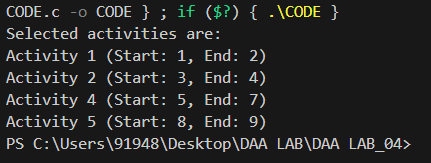 CODE.c -o CODE } ; if ($?) { .\CODE }
Selected activities are:
Activity 1 (Start: 1, End: 2)
Activity 2 (Start: 3, End: 4)
Activity 4 (Start: 5, End: 7)
Activity 5 (Start: 8, End: 9)
PS C:\Users\91948\Desktop\DAA LAB\DAA LAB_04>